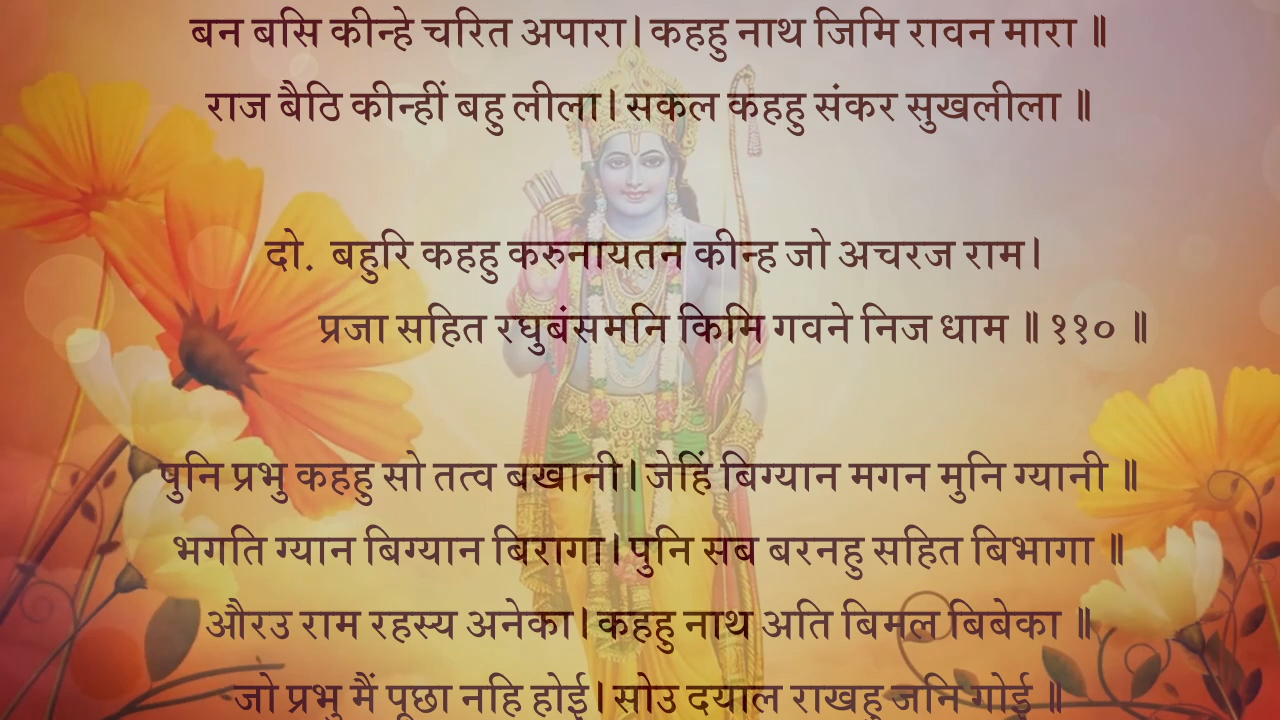 बन बसि कीन्हे चरित अपारा। कहहु नाथ जिमि रावन मारा ॥
राज बैठि कीन्हीं बहु लीला। सकल कहहु संकर सुखलीला ॥
दो. बहुरि कहहु करुनायतन कीन्ह जो अचरज राम।
प्रजा सहित रघुबंसमनि किमि गवने निज धाम ॥ ११० ॥
पुनि प्रभु कहहु सो तत्व बखानी। जेहिं बिग्यान मगन मुनि ग्यानी ॥
भगति ग्यान बिग्यान बिरागा। पुनि सब बरनहु सहित बिभागा ॥
औरउ राम रहस्य अनेका। कहहु नाथ अति बिमल बिबेका ॥
जो प्रभु मैं पूछा नहि होई। सोउ दयाल राखहु जनि गोई ॥